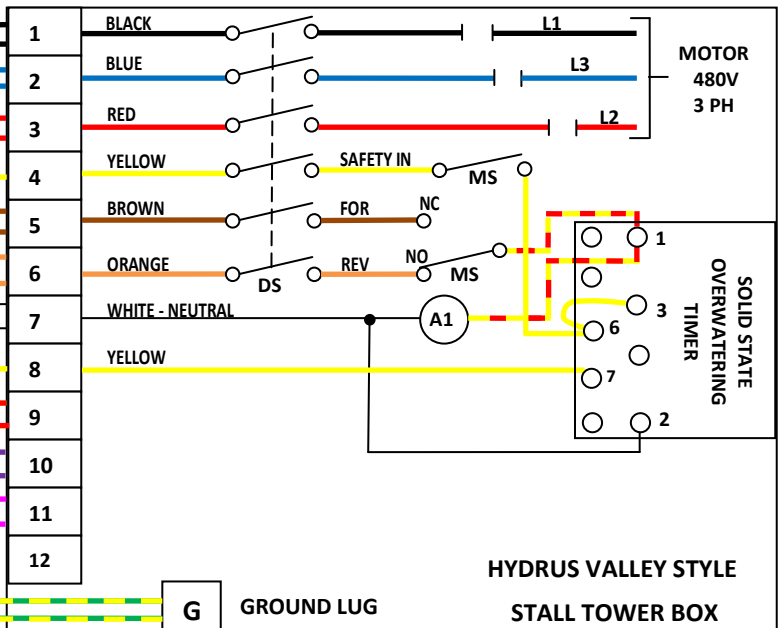 1 BLACK L1
2 BLUE L3
3 RED L2
MOTOR
480V
3 PH
4 YELLOW SAFETY IN MS
5 BROWN FOR NC
6 ORANGE DS REV NO MS
7 WHITE - NEUTRAL A1
8 YELLOW
9
10
11
12
1
3
6
7
2
SOLID STATE
OVERWATERING
TIMER
HYDRUS VALLEY STYLE
STALL TOWER BOX
G GROUND LUG